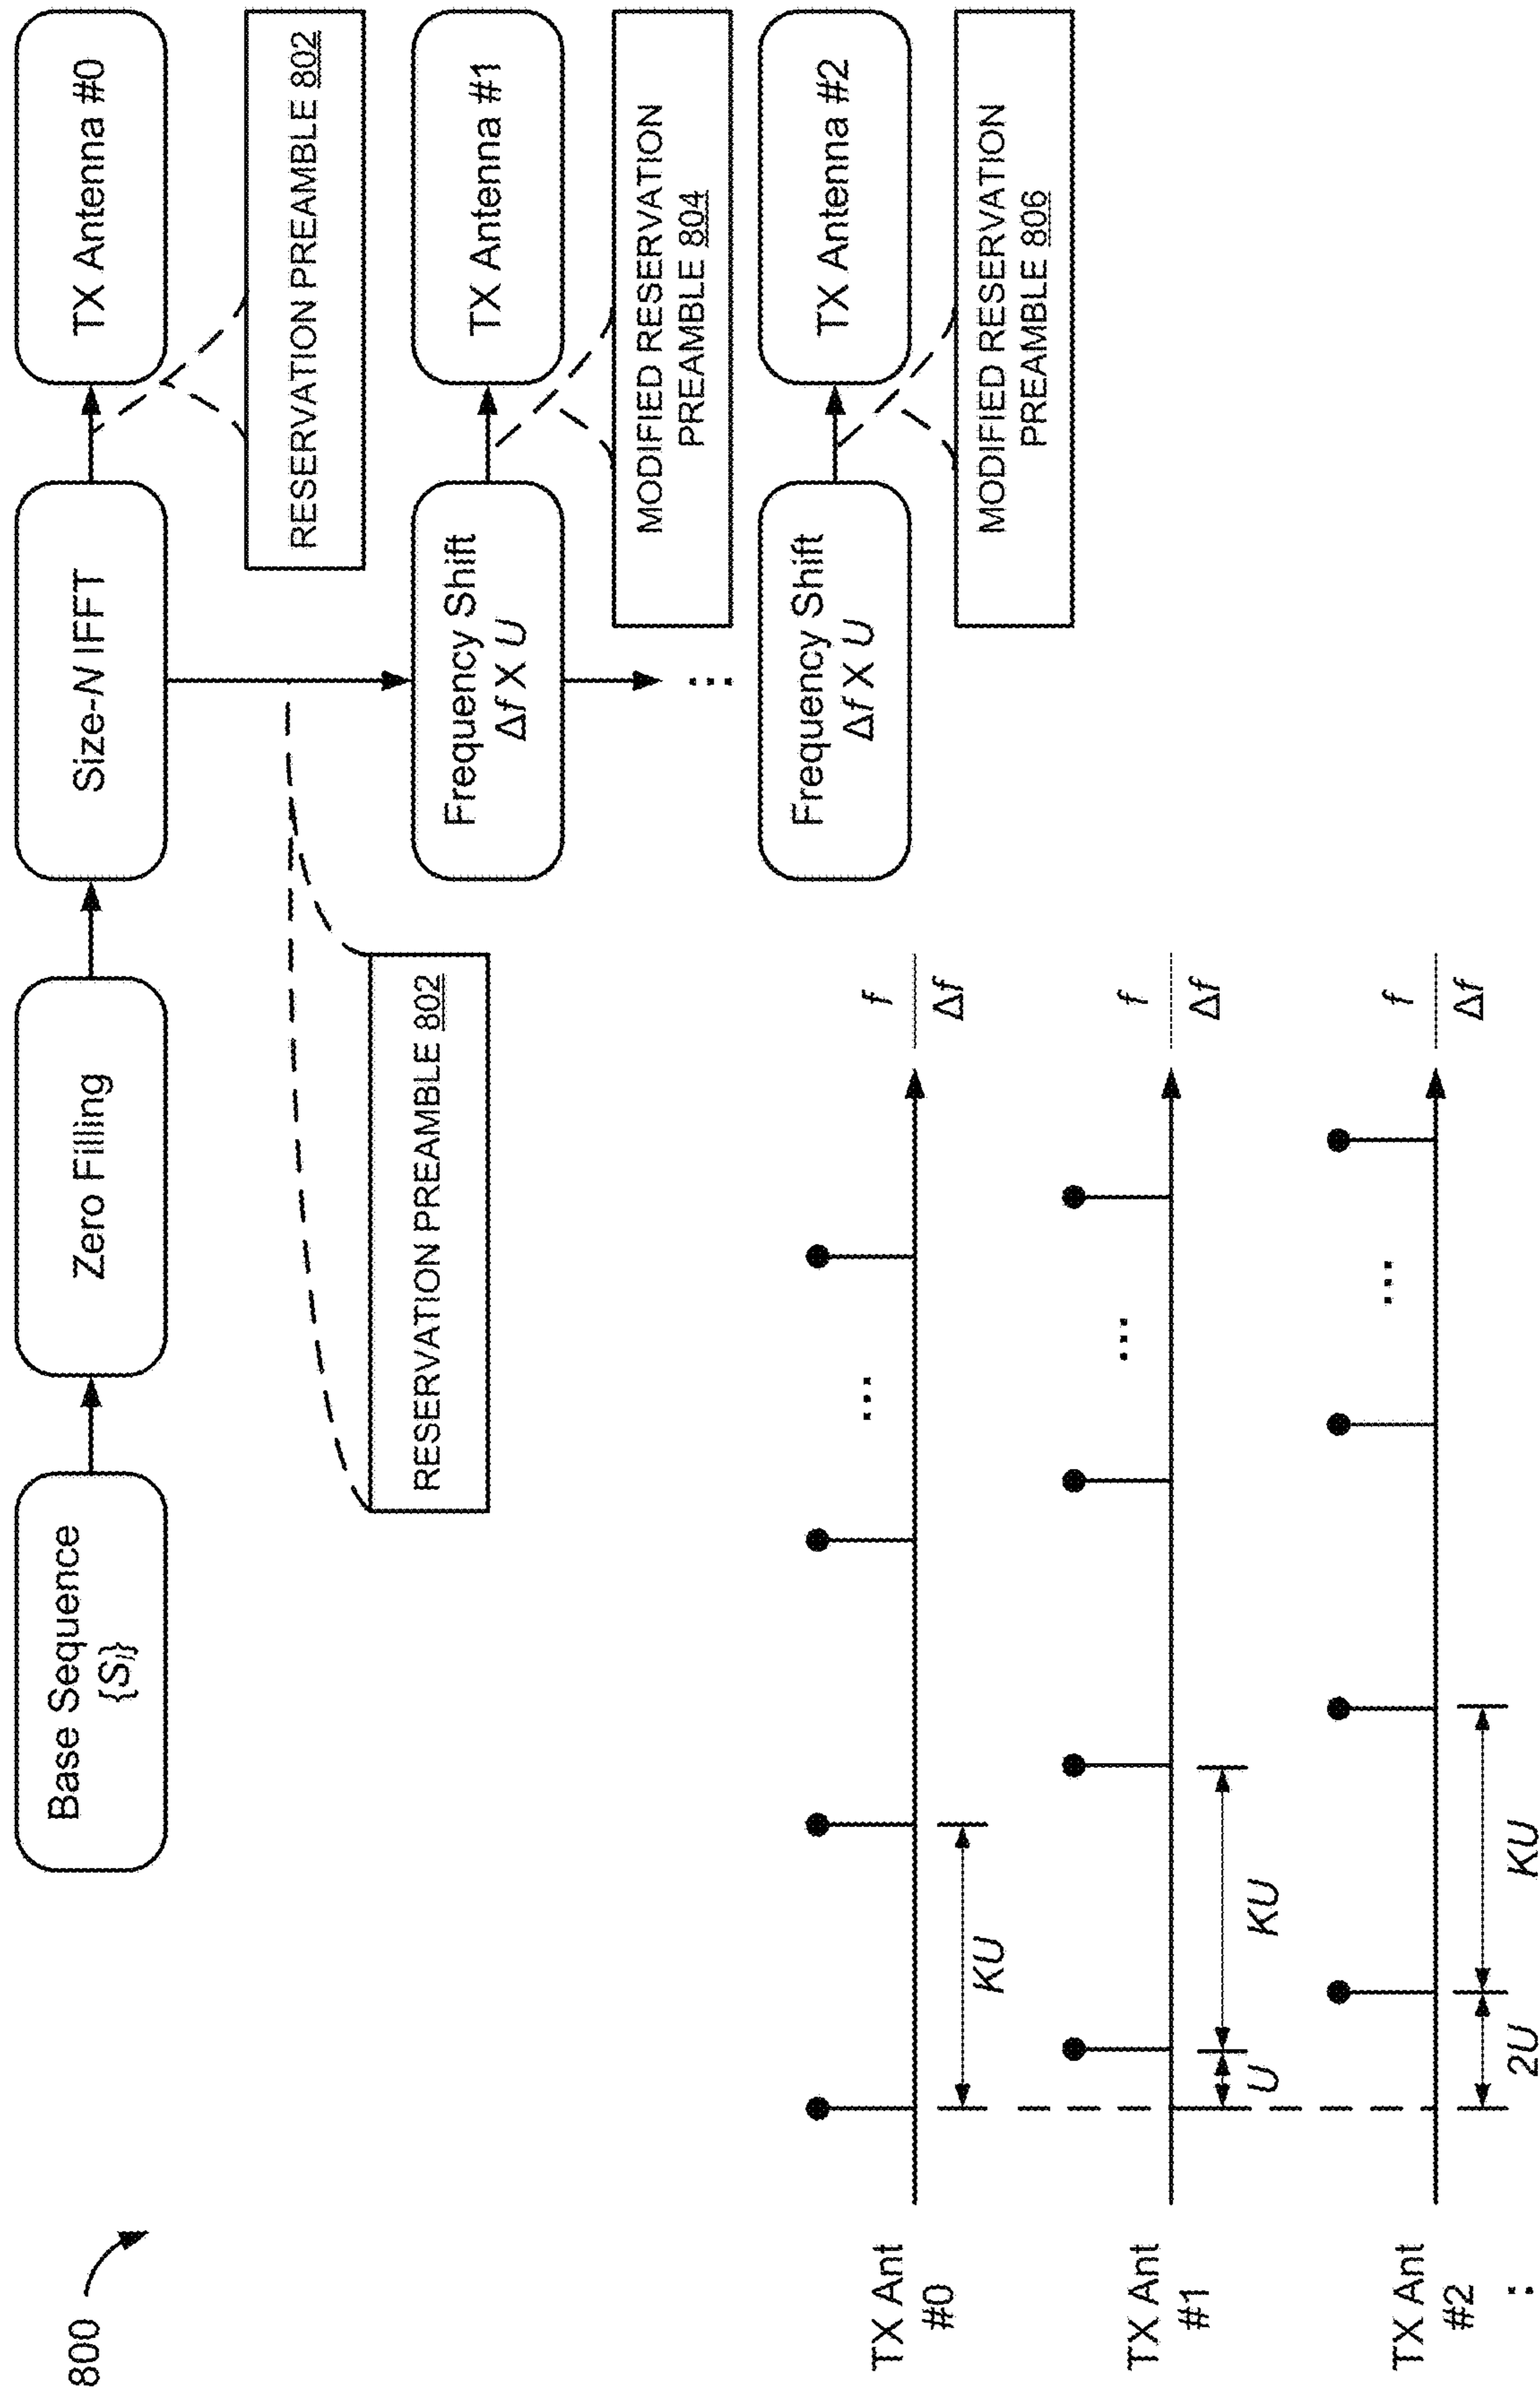 800
Base Sequence
{Sᵢ}
Zero Filling
Size-N IFFT
TX Antenna #0
RESERVATION PREAMBLE 802
RESERVATION PREAMBLE 802
Frequency Shift
Δf X U
TX Antenna #1
MODIFIED RESERVATION
PREAMBLE 804
...
Frequency Shift
Δf X U
TX Antenna #2
MODIFIED RESERVATION
PREAMBLE 806
TX Ant
#0
KU
...
f
Δf
TX Ant
#1
U
KU
...
f
Δf
TX Ant
#2
2U
KU
...
f
Δf
...